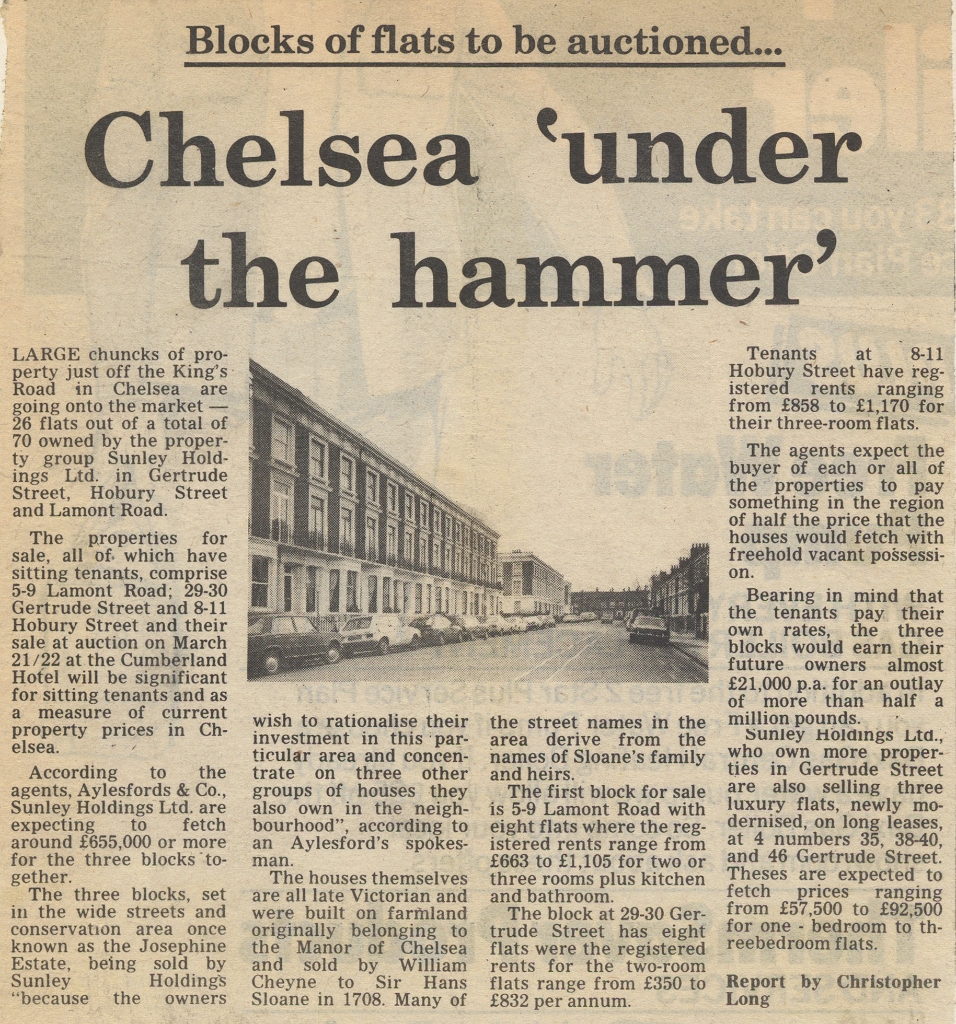 Blocks of flats to be auctioned...
Chelsea ‘under
the hammer’
LARGE chuncks of pro-
perty just off the King's
Road in Chelsea are
going onto the market —
26 flats out of a total of
70 owned by the proper-
ty group Sunley Hold-
ings Ltd. in Gertrude
Street, Hobury Street
and Lamont Road.
The properties for
sale, all of which have
sitting tenants, comprise
5-9 Lamont Road; 29-30
Gertrude Street and 8-11
Hobury Street and their
sale at auction on March
21/22 at the Cumberland
Hotel will be significant
for sitting tenants and as
a measure of current
property prices in Ch-
elsea.
According to the
agents, Aylesfords & Co.,
Sunley Holdings Ltd. are
expecting to fetch
around £655,000 or more
for the three blocks to-
gether.
The three blocks, set
in the wide streets and
conservation area once
known as the Josephine
Estate, being sold by
Sunley Holdings
"because the owners
wish to rationalise their
investment in this par-
ticular area and concen-
trate on three other
groups of houses they
also own in the neigh-
bourhood", according to
an Aylesford's spokes-
man.
The houses themselves
are all late Victorian and
were built on farmland
originally belonging to
the Manor of Chelsea
and sold by William
Cheyne to Sir Hans
Sloane in 1708. Many of
the street names in the
area derive from the
names of Sloane's family
and heirs.
The first block for sale
is 5-9 Lamont Road with
eight flats where the reg-
istered rents range from
£663 to £1,105 for two or
three rooms plus kitchen
and bathroom.
The block at 29-30 Ger-
trude Street has eight
flats were the registered
rents for the two-room
flats range from £350 to
£832 per annum.
Tenants at 8-11
Hobury Street have reg-
istered rents ranging
from £858 to £1,170 for
their three-room flats.
The agents expect the
buyer of each or all of
the properties to pay
something in the region
of half the price that the
houses would fetch with
freehold vacant possessi-
on.
Bearing in mind that
the tenants pay their
own rates, the three
blocks would earn their
future owners almost
£21,000 p.a. for an outlay
of more than half a
million pounds.
Sunley Holdings Ltd.,
who own more proper-
ties in Gertrude Street
are also selling three
luxury flats, newly mo-
dernised, on long leases,
at 4 numbers 35, 38-40,
and 46 Gertrude Street.
Theses are expected to
fetch prices ranging
from £57,500 to £92,500
for one - bedroom to th-
reebedroom flats.
Report by Christopher
Long